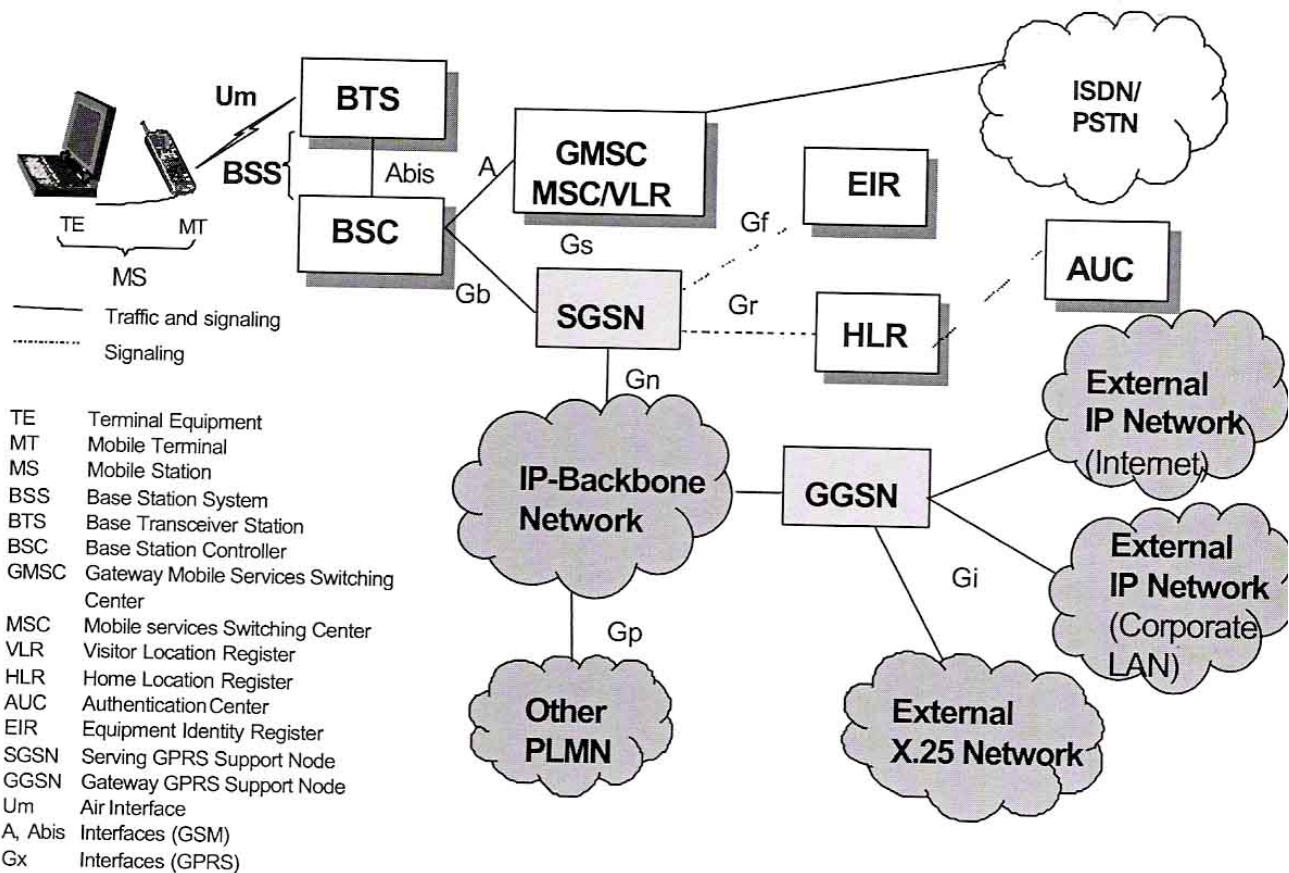 Um
BTS
BSS
Abis
BSC
TE
MT
MS
A
GMSC
MSC/VLR
ISDN/
PSTN
EIR
Gf
Gs
Gb
SGSN
Gr
HLR
AUC
Gn
Traffic and signaling
Signaling
IP-Backbone
Network
GGSN
External
IP Network
(Internet)
External
IP Network
(Corporate
LAN)
Gi
Gp
Other
PLMN
External
X.25 Network
TE Terminal Equipment
MT Mobile Terminal
MS Mobile Station
BSS Base Station System
BTS Base Transceiver Station
BSC Base Station Controller
GMSC Gateway Mobile Services Switching
Center
MSC Mobile services Switching Center
VLR Visitor Location Register
HLR Home Location Register
AUC Authentication Center
EIR Equipment Identity Register
SGSN Serving GPRS Support Node
GGSN Gateway GPRS Support Node
Um Air Interface
A, Abis Interfaces (GSM)
Gx Interfaces (GPRS)